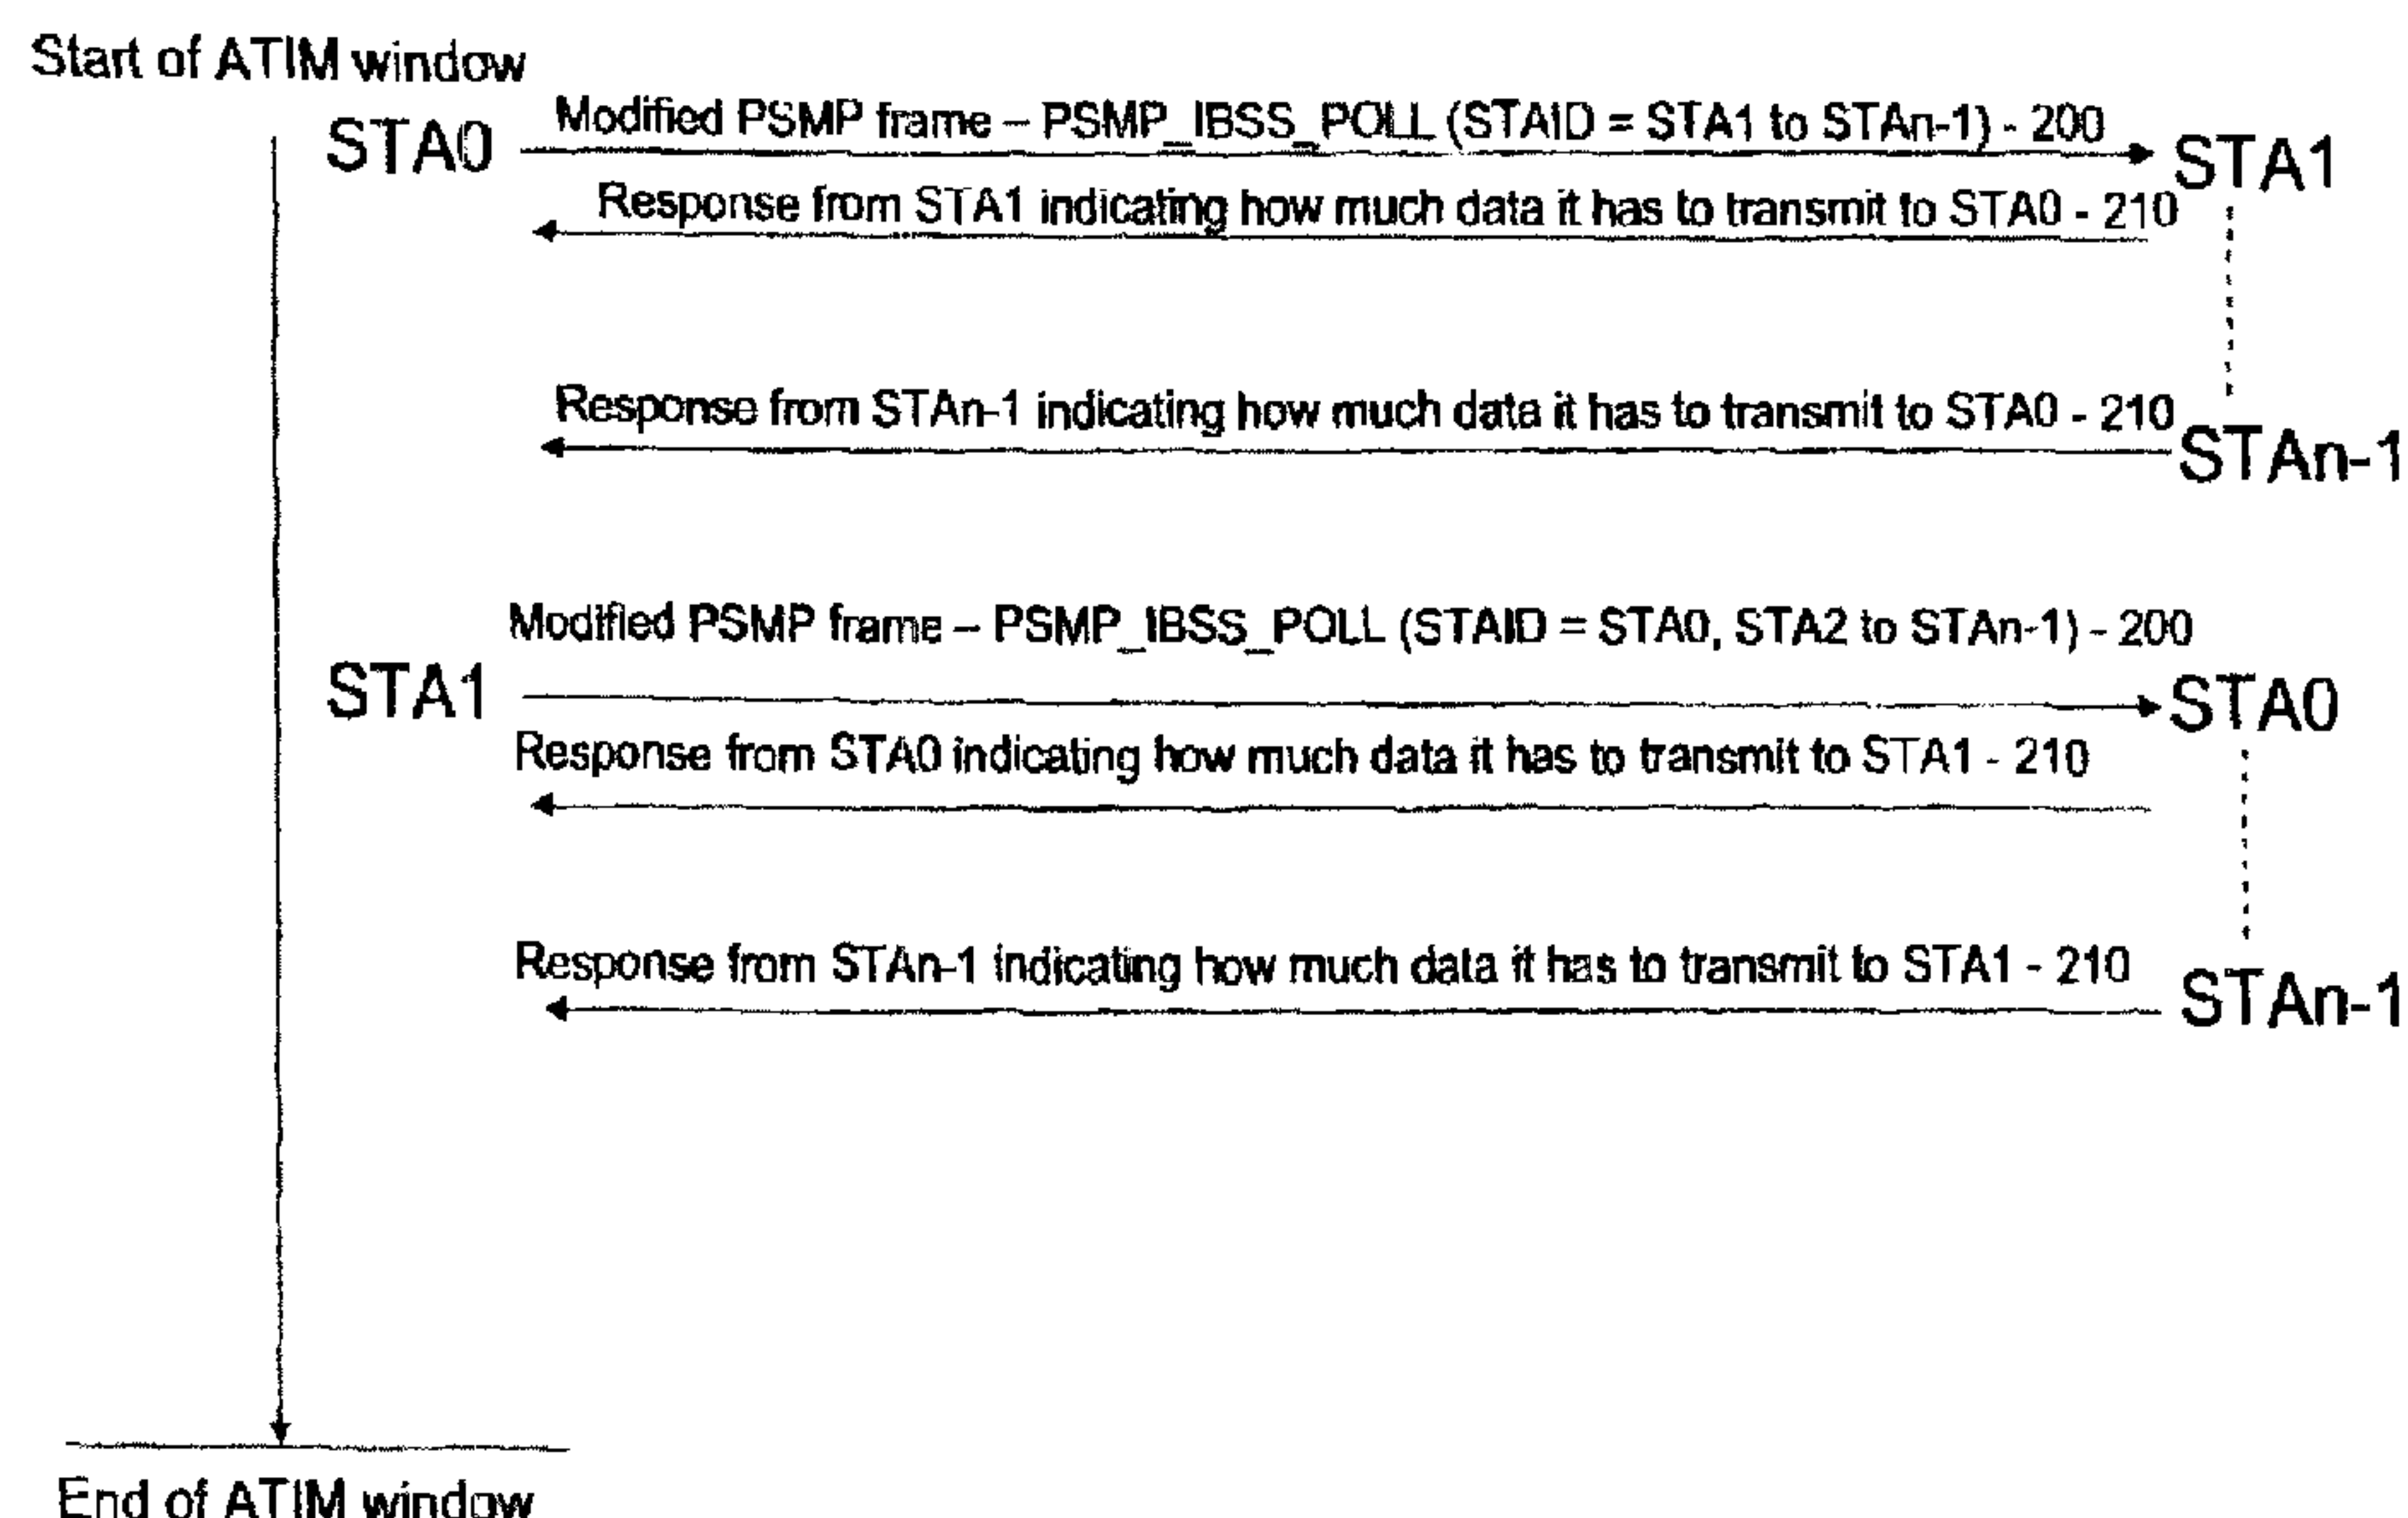 Start of ATIM window
STA0
Modified PSMP frame – PSMP_IBSS_POLL (STAID = STA1 to STAn-1) - 200
STA1
Response from STA1 indicating how much data it has to transmit to STA0 - 210
Response from STAn-1 indicating how much data it has to transmit to STA0 - 210
STAn-1
Modified PSMP frame – PSMP_IBSS_POLL (STAID = STA0, STA2 to STAn-1) - 200
STA1
STA0
Response from STA0 indicating how much data it has to transmit to STA1 - 210
Response from STAn-1 indicating how much data it has to transmit to STA1 - 210
STAn-1
End of ATIM window